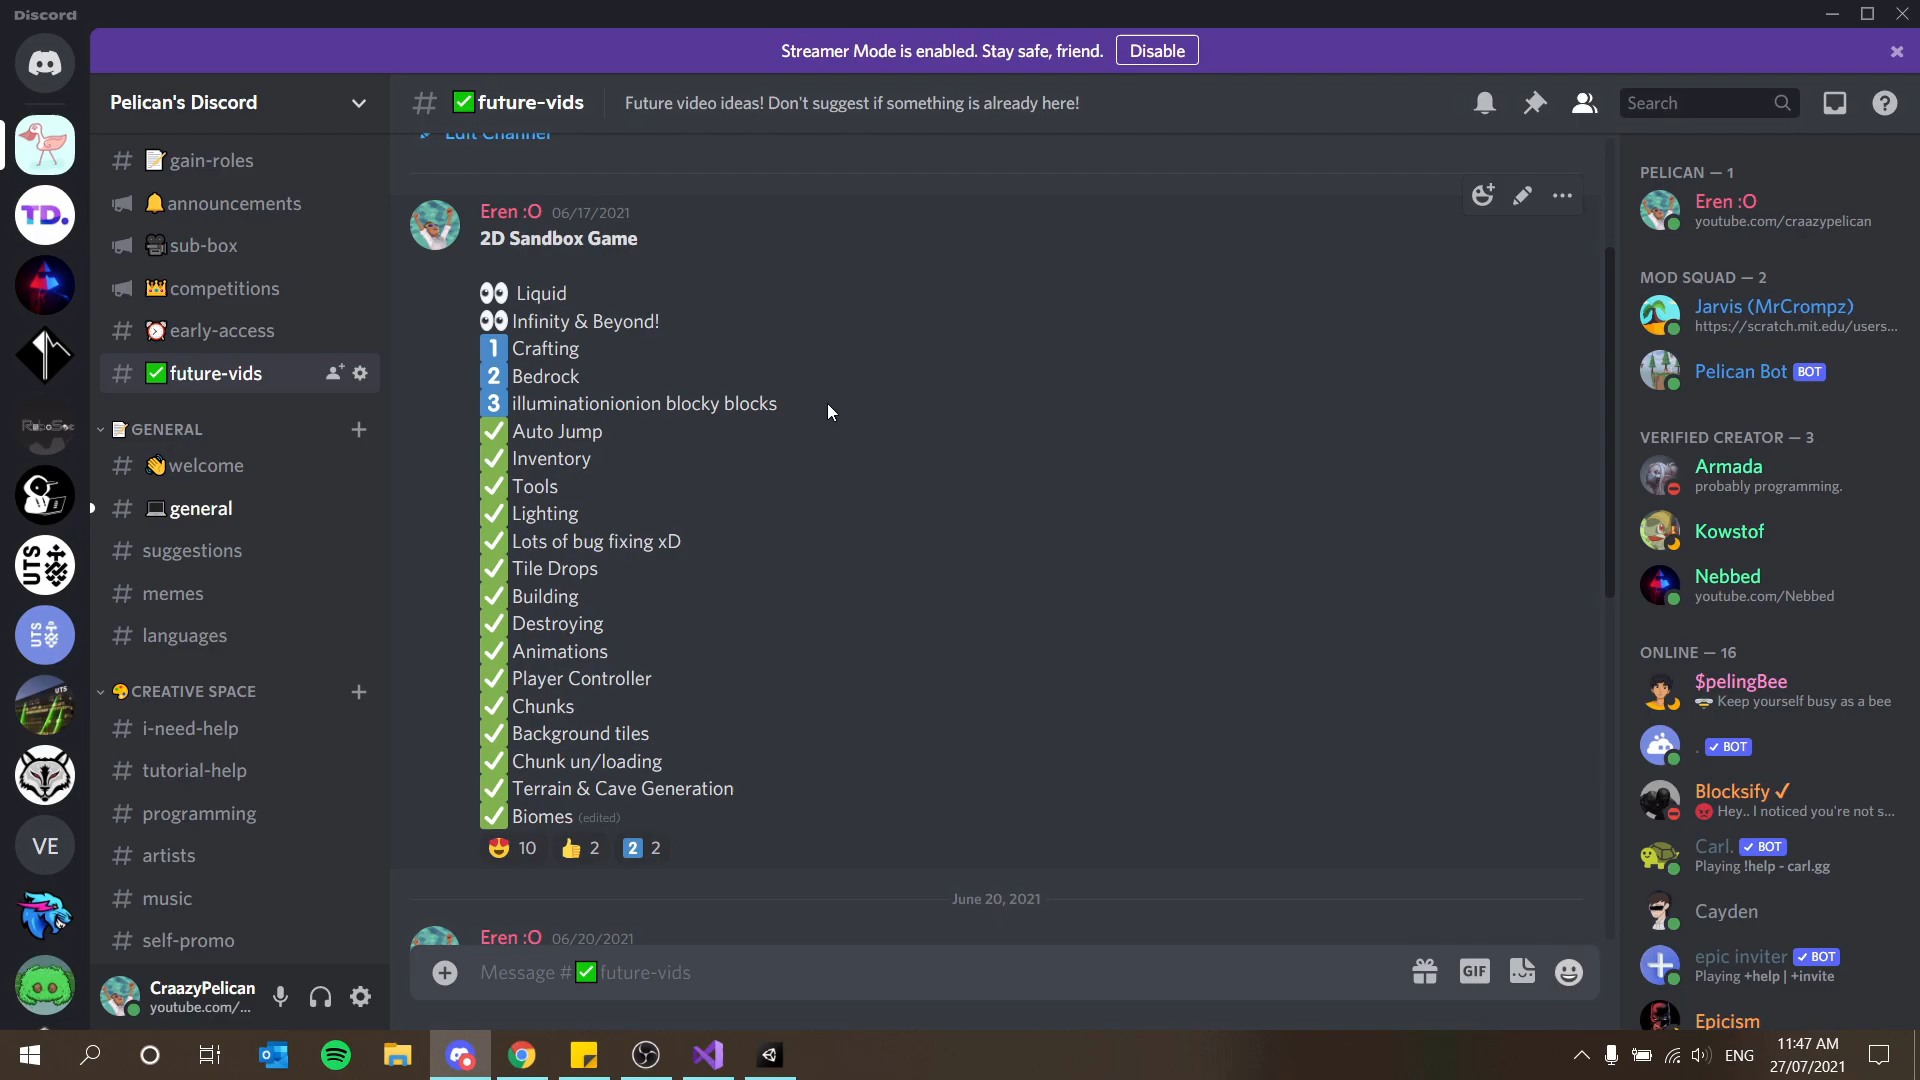 Discord
Streamer Mode is enabled. Stay safe, friend.
Disable
Pelican's Discord
gain-roles
announcements
sub-box
competitions
early-access
future-vids
GENERAL
welcome
general
suggestions
memes
languages
CREATIVE SPACE
i-need-help
tutorial-help
programming
artists
music
self-promo
CraazyPelican
youtube.com/...
TD.
UTS
UTS
UTS
VE
future-vids
Future video ideas! Don't suggest if something is already here!
Search
Edit Channel
Eren :O 06/17/2021
2D Sandbox Game
👀 Liquid
👀 Infinity & Beyond!
1 Crafting
2 Bedrock
3 illuminationionion blocky blocks
✅ Auto Jump
✅ Inventory
✅ Tools
✅ Lighting
✅ Lots of bug fixing xD
✅ Tile Drops
✅ Building
✅ Destroying
✅ Animations
✅ Player Controller
✅ Chunks
✅ Background tiles
✅ Chunk un/loading
✅ Terrain & Cave Generation
✅ Biomes (edited)
😍 10 👍 2 2 2
June 20, 2021
Eren :O 06/20/2021
Message #✅future-vids
GIF
PELICAN — 1
Eren :O
youtube.com/craazypelican
MOD SQUAD — 2
Jarvis (MrCrompz)
https://scratch.mit.edu/users...
Pelican Bot BOT
VERIFIED CREATOR — 3
Armada
probably programming.
Kowstof
Nebbed
youtube.com/Nebbed
ONLINE — 16
$pelingBee
Keep yourself busy as a bee
. ✓ BOT
Blocksify ✓
Hey.. I noticed you're not s...
Carl. ✓ BOT
Playing !help - carl.gg
Cayden
epic inviter ✓ BOT
Playing +help | +invite
Epicism
ENG
11:47 AM
27/07/2021